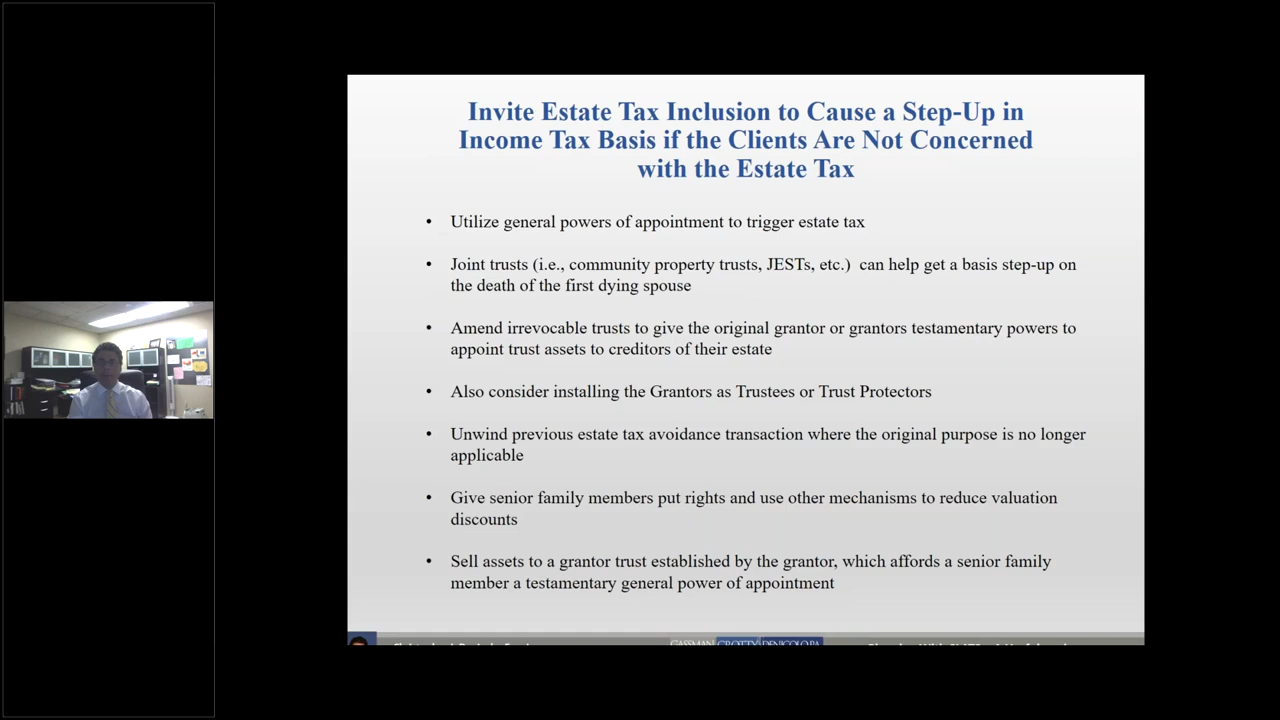 Invite Estate Tax Inclusion to Cause a Step-Up in
Income Tax Basis if the Clients Are Not Concerned
with the Estate Tax
• Utilize general powers of appointment to trigger estate tax
• Joint trusts (i.e., community property trusts, JESTs, etc.) can help get a basis step-up on
the death of the first dying spouse
• Amend irrevocable trusts to give the original grantor or grantors testamentary powers to
appoint trust assets to creditors of their estate
• Also consider installing the Grantors as Trustees or Trust Protectors
• Unwind previous estate tax avoidance transaction where the original purpose is no longer
applicable
• Give senior family members put rights and use other mechanisms to reduce valuation
discounts
• Sell assets to a grantor trust established by the grantor, which affords a senior family
member a testamentary general power of appointment
GASSMAN CROTTY DENICOLO PA